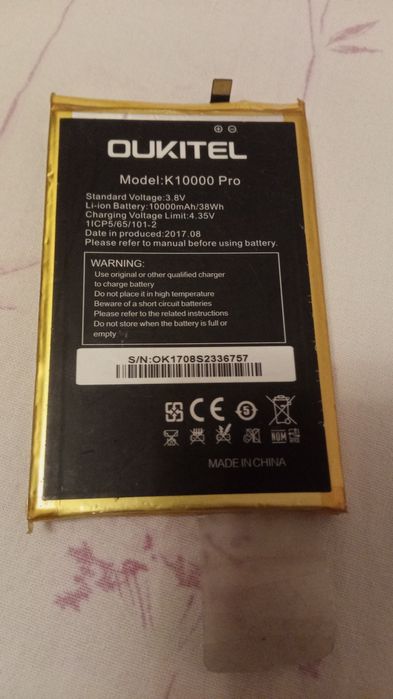 OUKITEL
Model:K10000 Pro
Standard Voltage:3.8V
Li-ion Battery:10000mAh/38Wh
Charging Voltage Limit:4.35V
1ICP5/65/101-2
Date in produced:2017.08
Please refer to manual before using battery.
WARNING:
Use original or other qualified charger
to charge battery
Do not place it in high temperature
Beware of a short circuit batteries
Please refer to the related instructions
Do not store when the battery is full or
empty
S/N:OK1708S2336757
CE 5
NOM
MADE IN CHINA